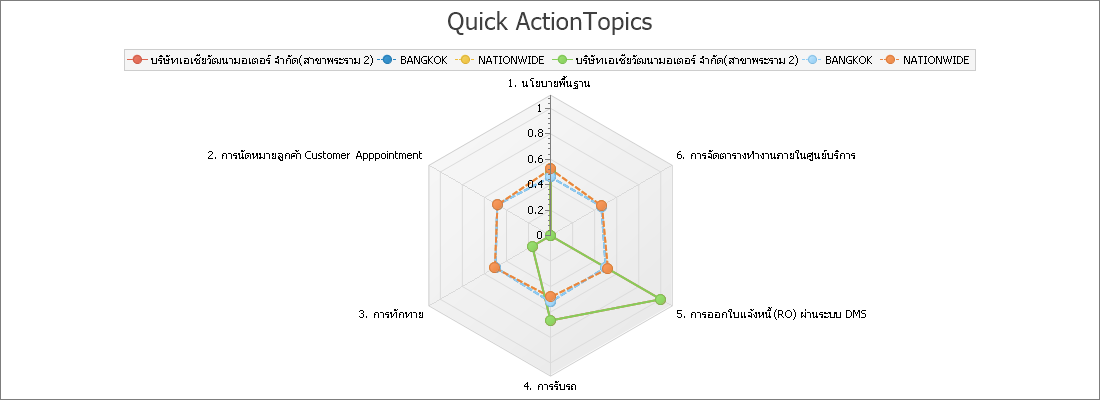 Quick ActionTopics
บริษัทเอเชียวัฒนามอเตอร์ จำกัด(สาขาพระราม 2) BANGKOK NATIONWIDE บริษัทเอเชียวัฒนามอเตอร์ จำกัด(สาขาพระราม 2) BANGKOK NATIONWIDE
1. นโยบายพื้นฐาน
1
0.8
2. การนัดหมายลูกค้า Customer Apppointment
6. การจัดตารางทำงานภายในศูนย์บริการ
0.6
0.4
0.2
0
3. การทักทาย
5. การออกใบแจ้งหนี้ (RO) ผ่านระบบ DMS
4. การรับรถ